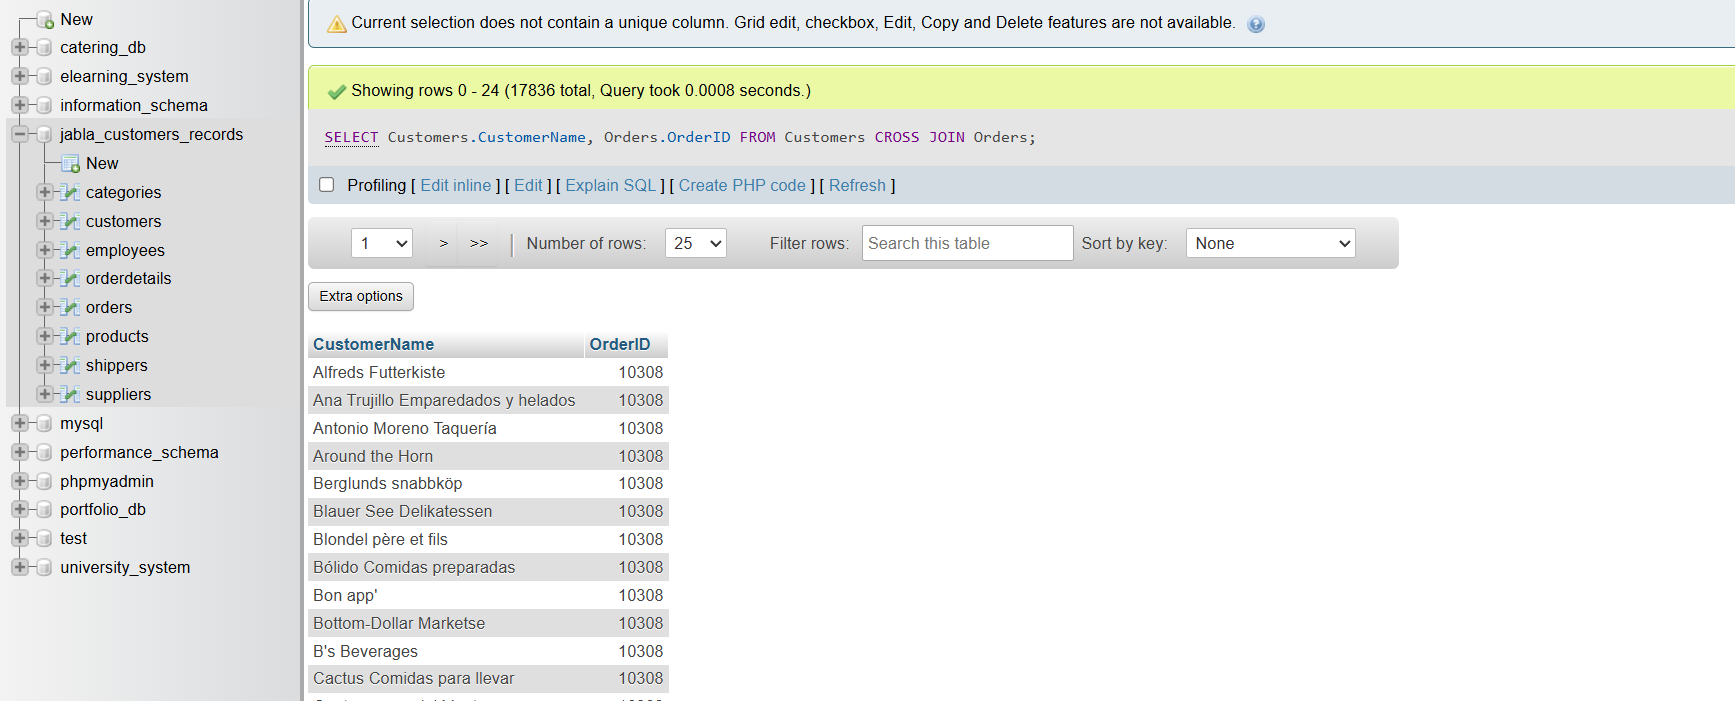 New
catering_db
elearning_system
information_schema
jabla_customers_records
New
categories
customers
employees
orderdetails
orders
products
shippers
suppliers
mysql
performance_schema
phpmyadmin
portfolio_db
test
university_system
Current selection does not contain a unique column. Grid edit, checkbox, Edit, Copy and Delete features are not available.
Showing rows 0 - 24 (17836 total, Query took 0.0008 seconds.)
SELECT Customers.CustomerName, Orders.OrderID FROM Customers CROSS JOIN Orders;
Profiling [ Edit inline ] [ Edit ] [ Explain SQL ] [ Create PHP code ] [ Refresh ]
1 > >> | Number of rows: 25 Filter rows: Search this table Sort by key: None
Extra options
CustomerName OrderID
Alfreds Futterkiste 10308
Ana Trujillo Emparedados y helados 10308
Antonio Moreno Taquería 10308
Around the Horn 10308
Berglunds snabbköp 10308
Blauer See Delikatessen 10308
Blondel père et fils 10308
Bólido Comidas preparadas 10308
Bon app' 10308
Bottom-Dollar Marketse 10308
B's Beverages 10308
Cactus Comidas para llevar 10308